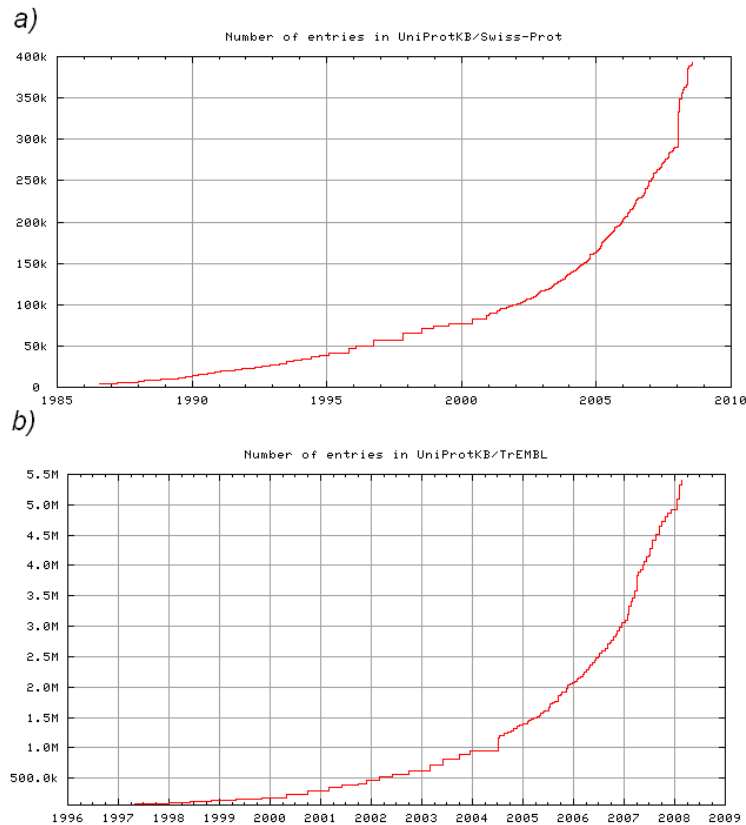 a)
Number of entries in UniProtKB/Swiss-Prot
400k
350k
300k
250k
200k
150k
100k
50k
0
1985 1990 1995 2000 2005 2010
b)
Number of entries in UniProtKB/TrEMBL
5.5M
5.0M
4.5M
4.0M
3.5M
3.0M
2.5M
2.0M
1.5M
1.0M
500.0k
1996 1997 1998 1999 2000 2001 2002 2003 2004 2005 2006 2007 2008 2009